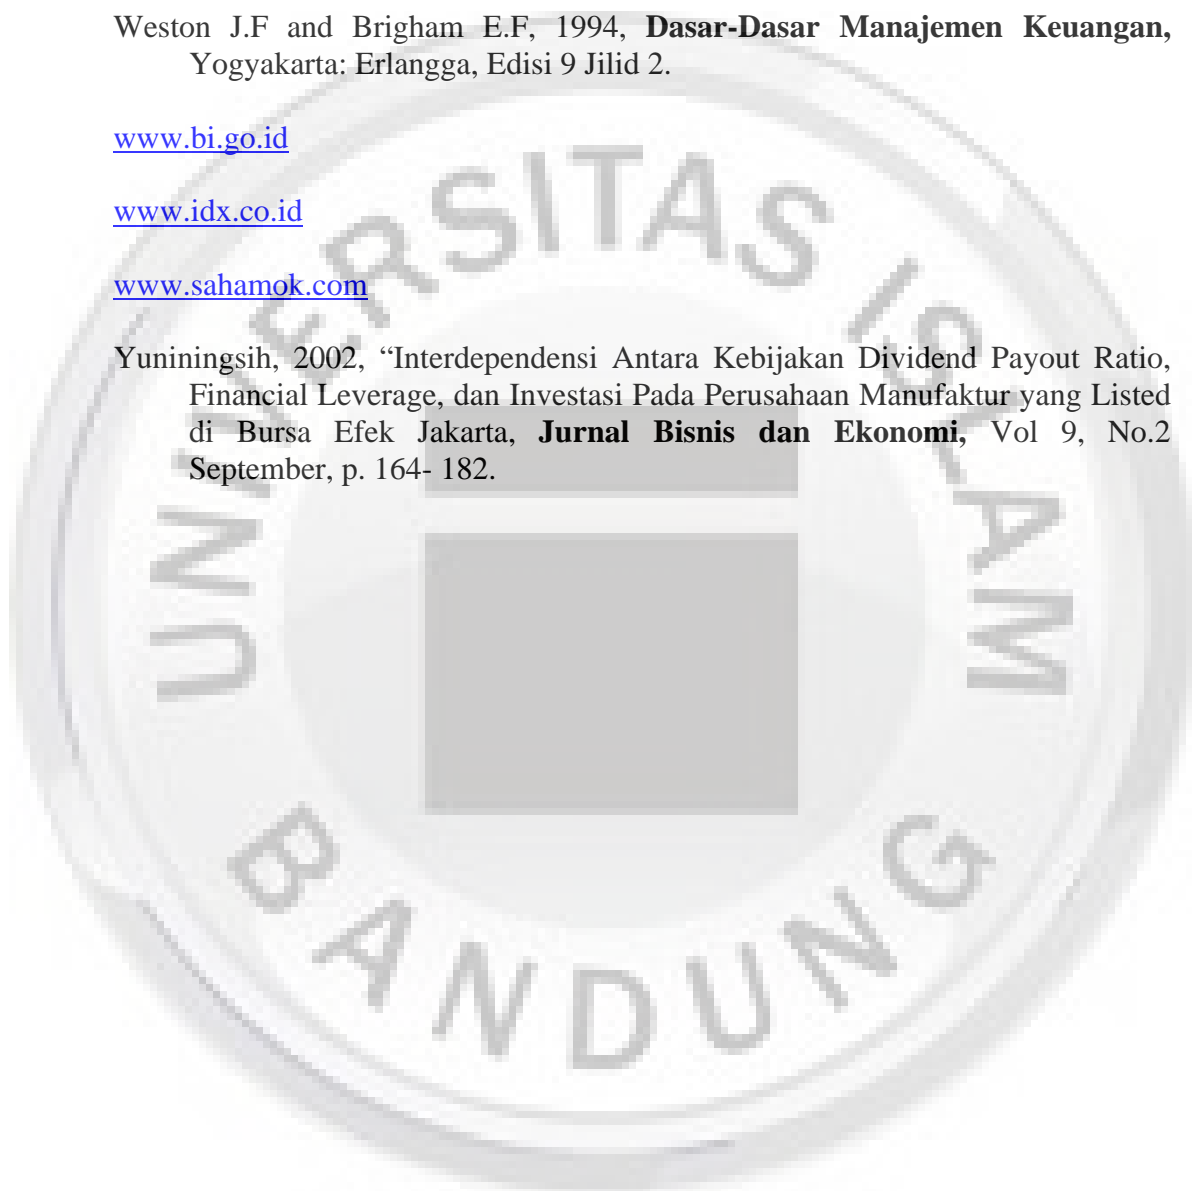 Weston J.F and Brigham E.F, 1994, Dasar-Dasar Manajemen Keuangan,
Yogyakarta: Erlangga, Edisi 9 Jilid 2.
www.bi.go.id
www.idx.co.id
www.sahamok.com
Yuniningsih, 2002, “Interdependensi Antara Kebijakan Dividend Payout Ratio,
Financial Leverage, dan Investasi Pada Perusahaan Manufaktur yang Listed
di Bursa Efek Jakarta, Jurnal Bisnis dan Ekonomi, Vol 9, No.2
September, p. 164- 182.
UNIVERSITAS ISLAM
BANDUNG